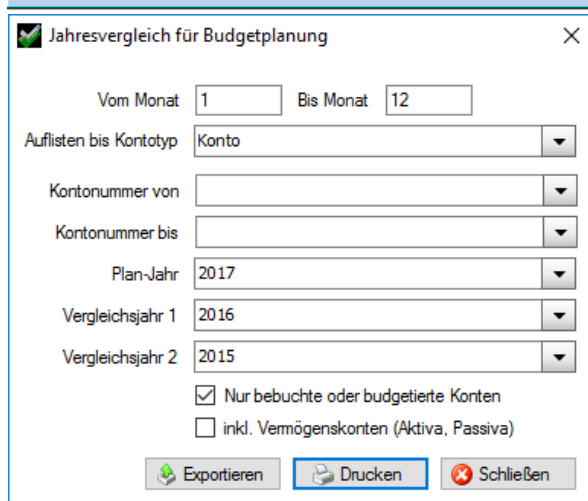 Jahresvergleich für Budgetplanung
Vom Monat 1 Bis Monat 12
Auflisten bis Kontotyp Konto
Kontonummer von
Kontonummer bis
Plan-Jahr 2017
Vergleichsjahr 1 2016
Vergleichsjahr 2 2015
Nur bebuchte oder budgetierte Konten
inkl. Vermögenskonten (Aktiva, Passiva)
Exportieren Drucken Schließen